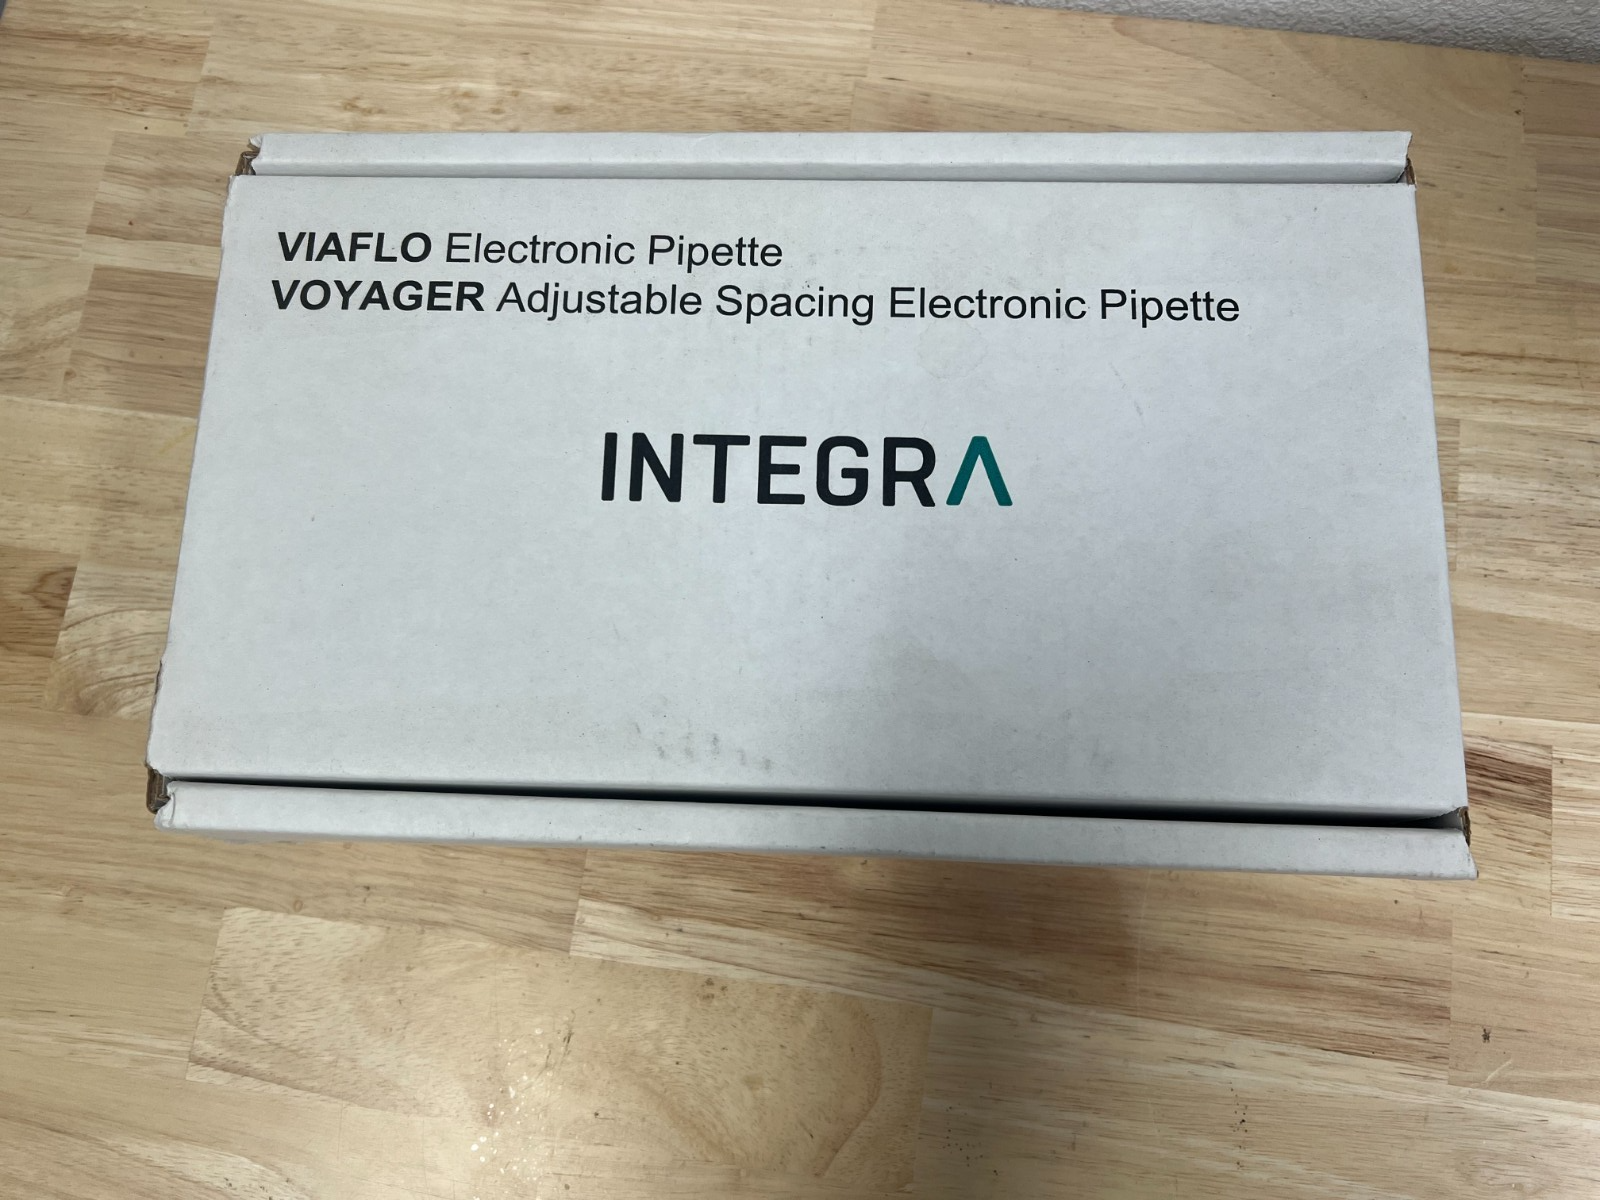 VIAFLO Electronic Pipette
VOYAGER Adjustable Spacing Electronic Pipette
INTEGRA